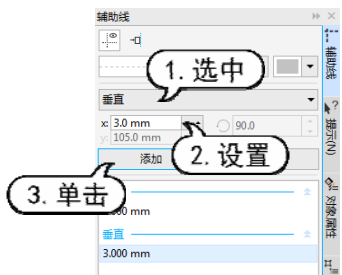 辅助线
1. 选中
垂直
x: 3.0 mm
90.0
y: 105.0 mm
添加
2. 设置
3. 单击
00 mm
垂直
3.000 mm
辅助线
提示(N)
对象属性